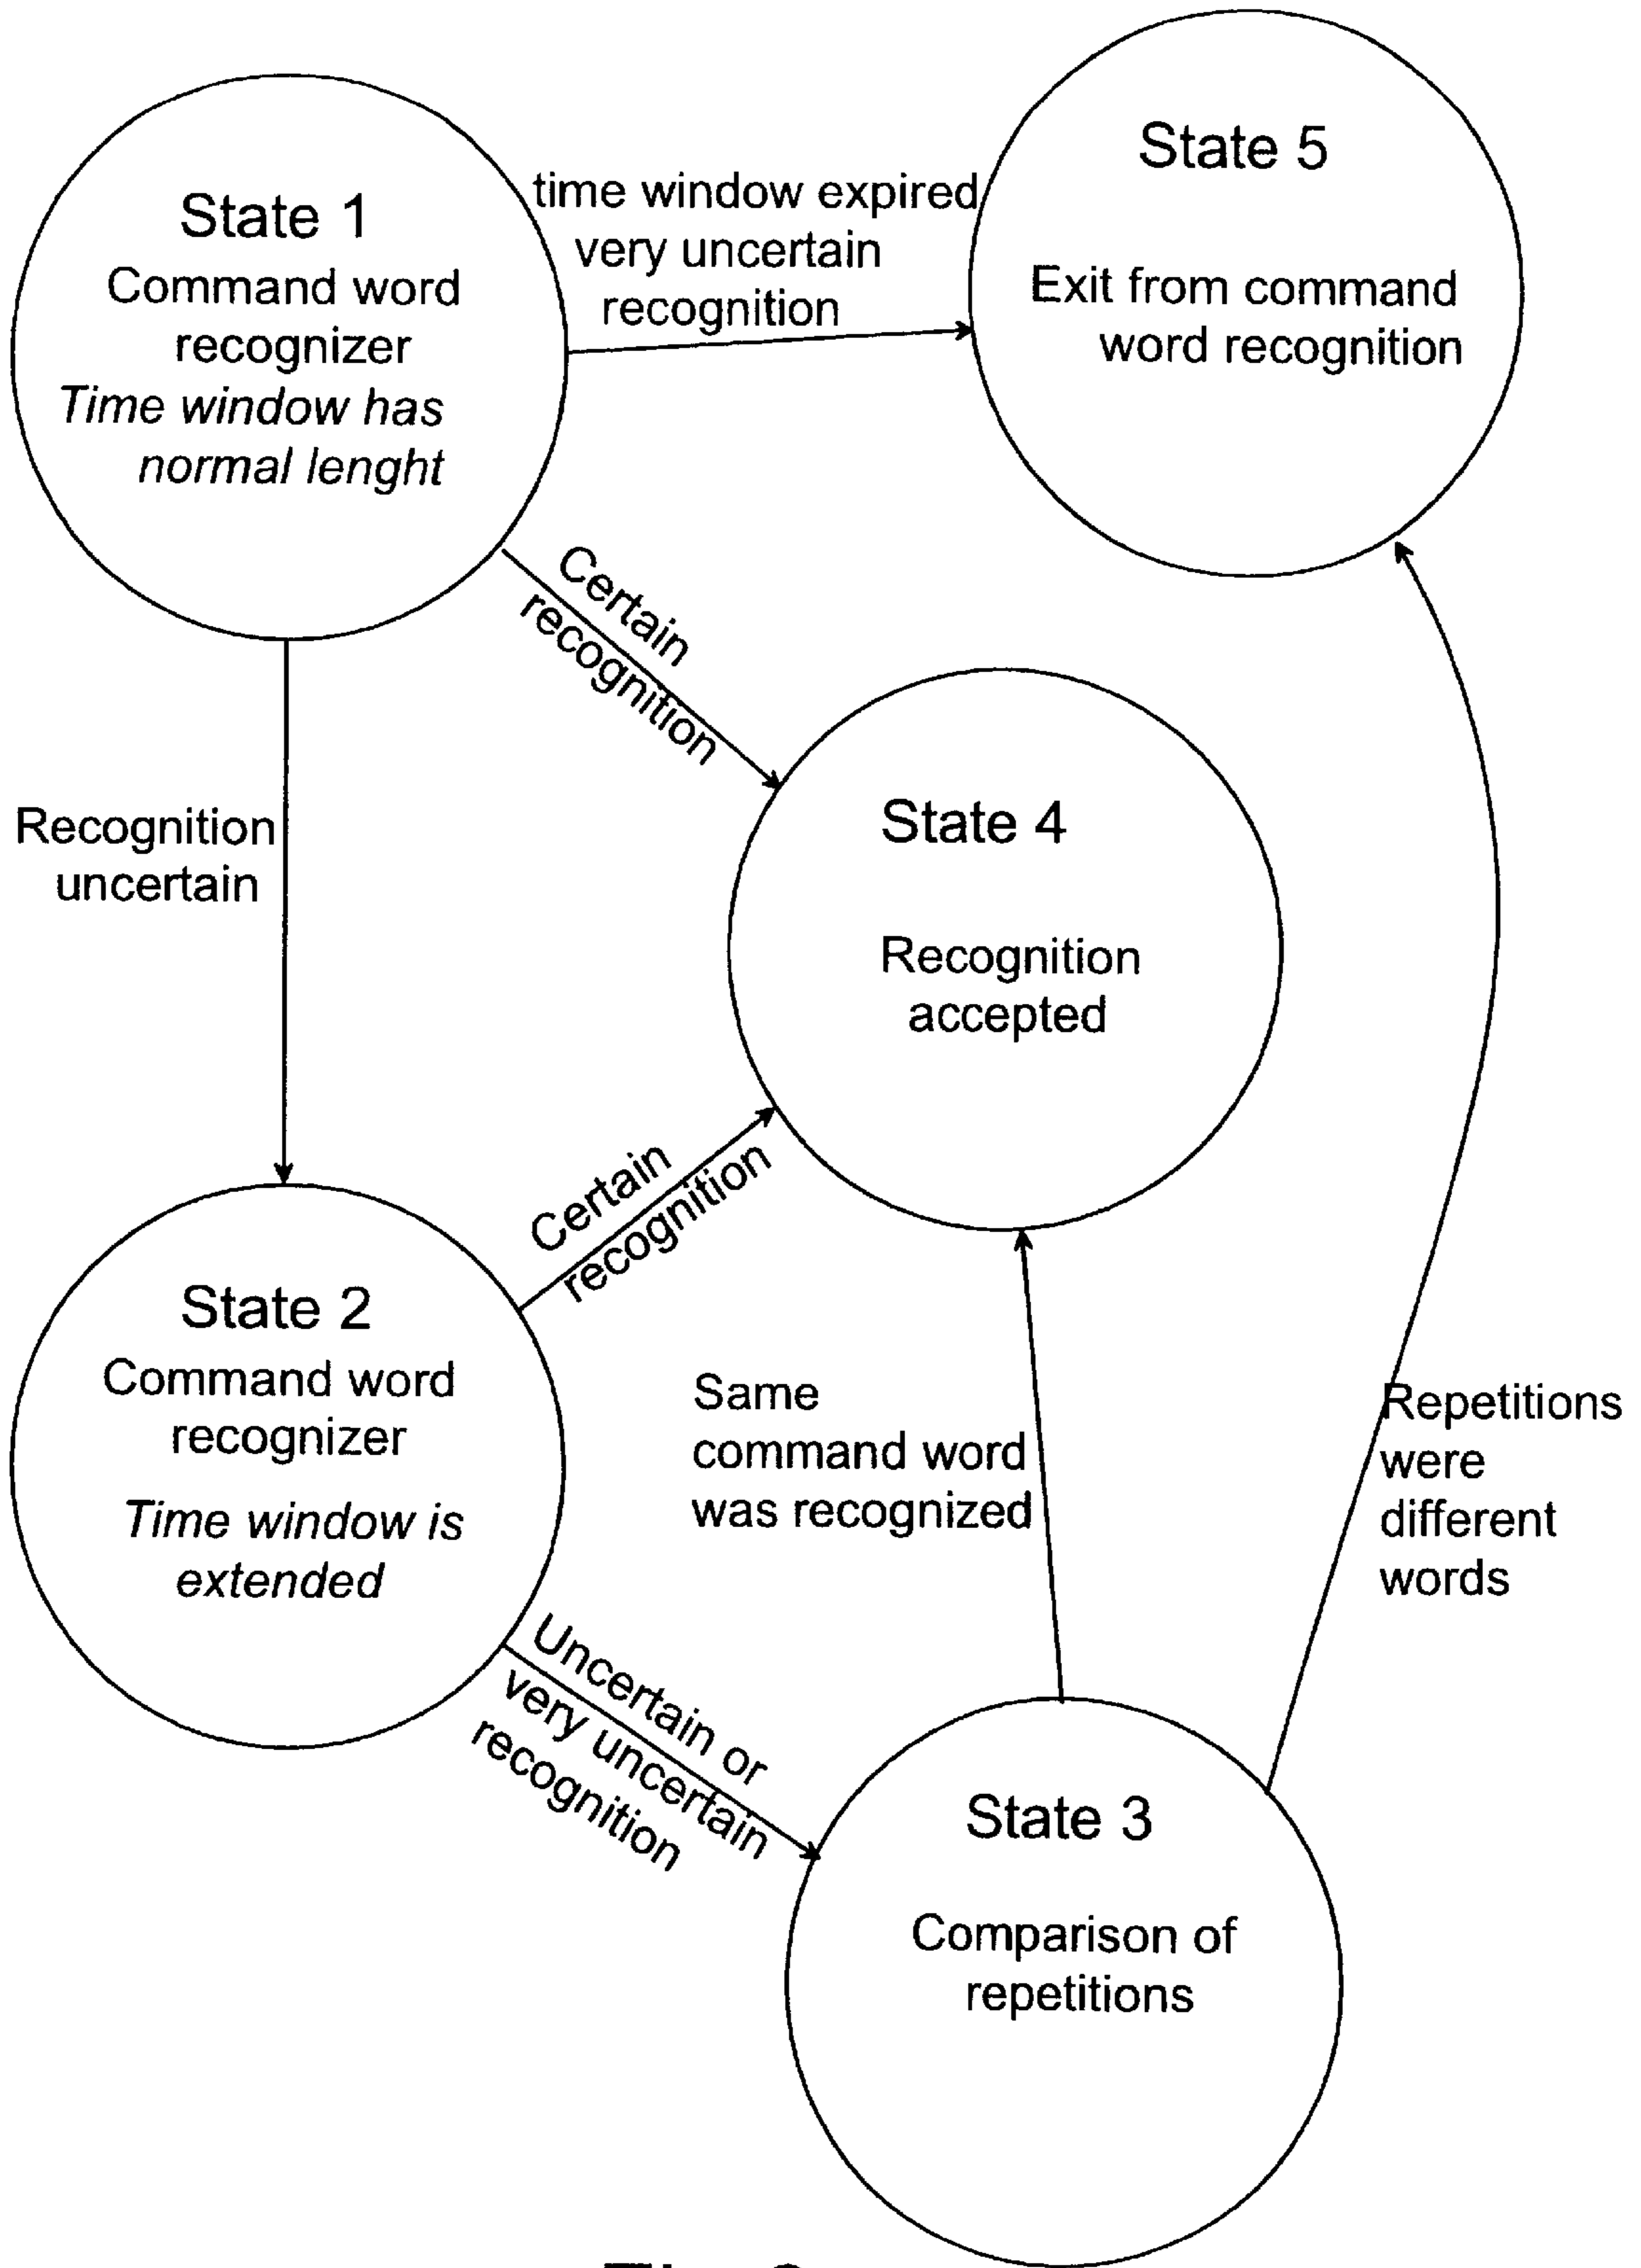 State 1
Command word
recognizer
Time window has
normal lenght
time window expired
very uncertain
recognition
State 5
Exit from command
word recognition
Certain
recognition
Recognition
uncertain
State 4
Recognition
accepted
Certain
recognition
State 2
Command word
recognizer
Time window is
extended
Same
command word
was recognized
Repetitions
were
different
words
Uncertain or
very uncertain
recognition
State 3
Comparison of
repetitions